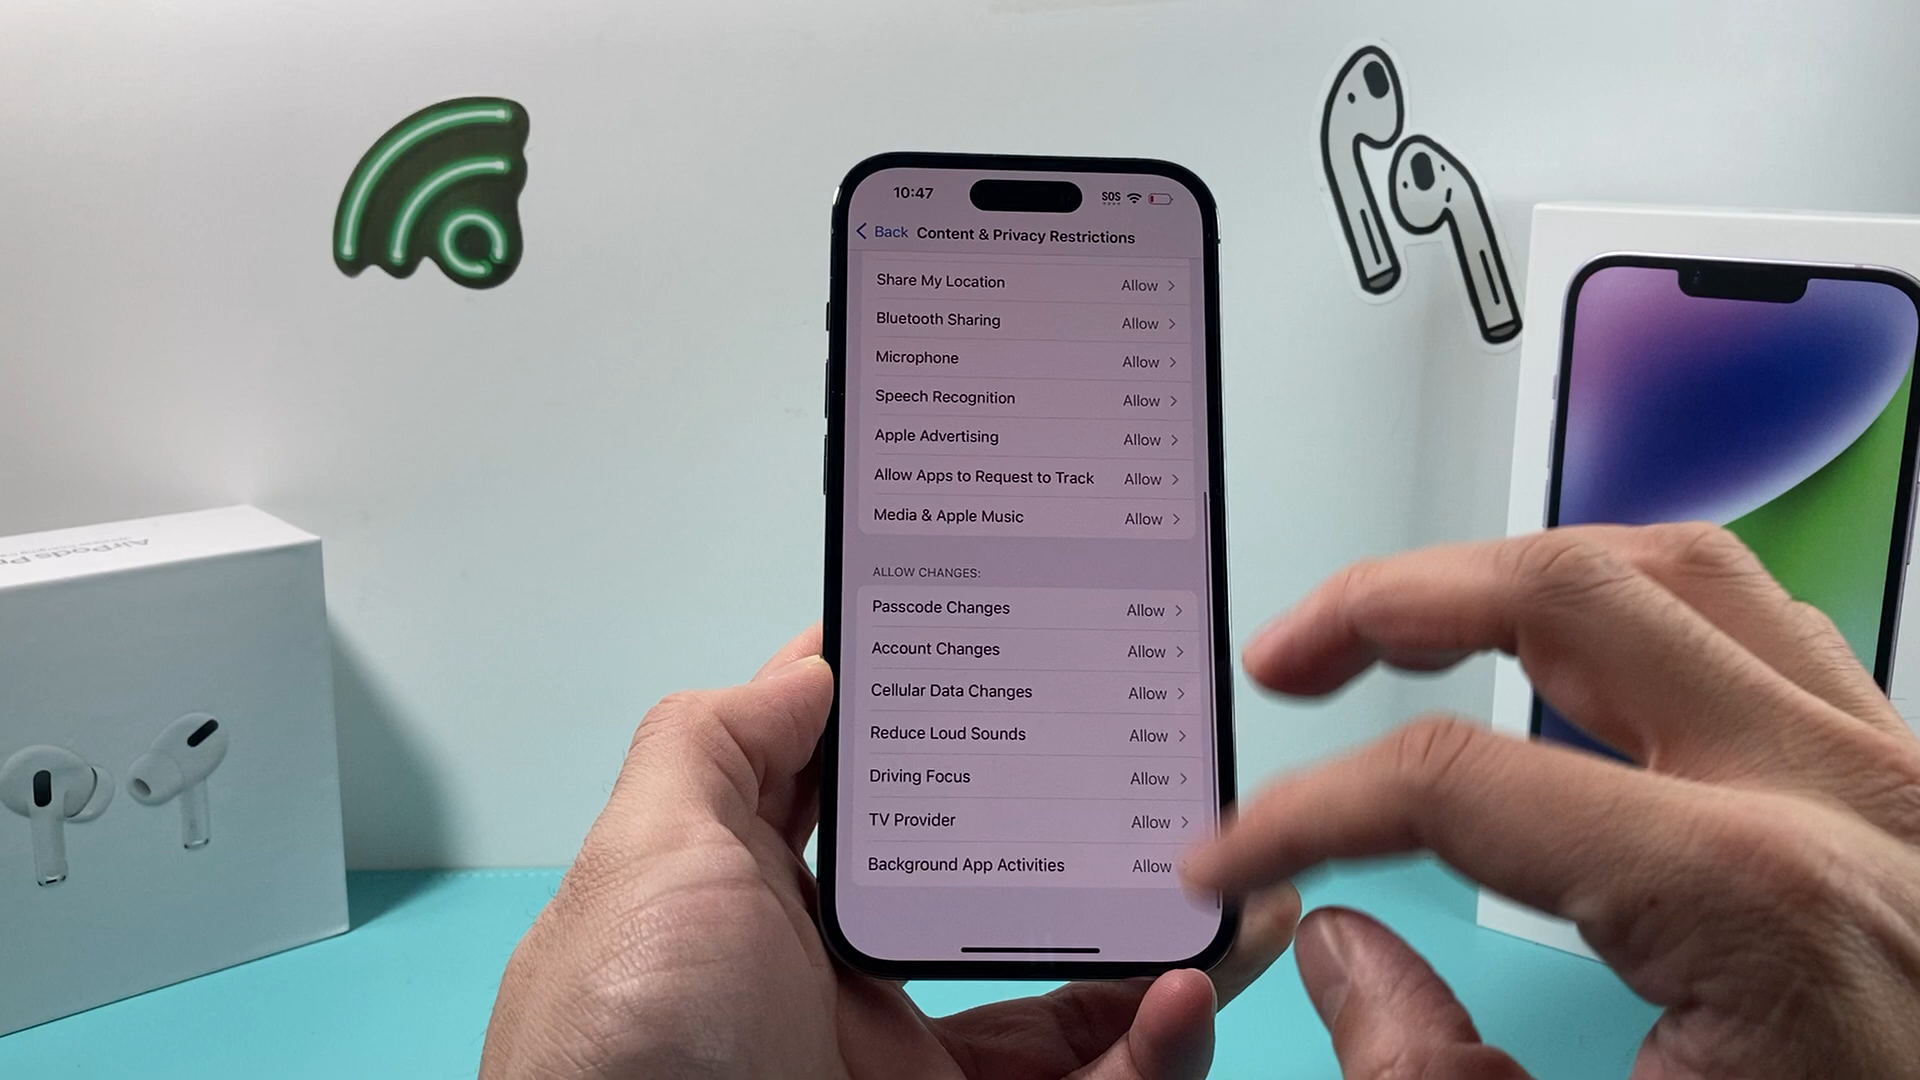 10:47 SOS
Back Content & Privacy Restrictions
Share My Location Allow
Bluetooth Sharing Allow
Microphone Allow
Speech Recognition Allow
Apple Advertising Allow
Allow Apps to Request to Track Allow
Media & Apple Music Allow
ALLOW CHANGES:
Passcode Changes Allow
Account Changes Allow
Cellular Data Changes Allow
Reduce Loud Sounds Allow
Driving Focus Allow
TV Provider Allow
Background App Activities Allow
AirPods Pro